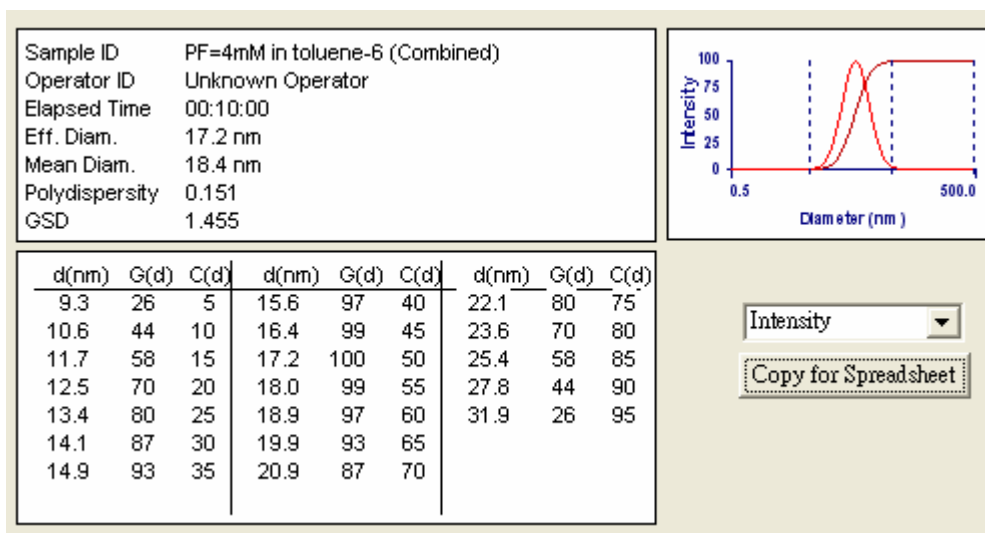 Sample ID PF=4mM in toluene-6 (Combined)
Operator ID Unknown Operator
Elapsed Time 00:10:00
Eff. Diam. 17.2 nm
Mean Diam. 18.4 nm
Polydispersity 0.151
GSD 1.455
100
75
50
25
0
Intensity
0.5 500.0
Diameter (nm )
d(nm) G(d) C(d) d(nm) G(d) C(d) d(nm) G(d) C(d)
9.3 26 5 15.6 97 40 22.1 80 75
10.6 44 10 16.4 99 45 23.6 70 80
11.7 58 15 17.2 100 50 25.4 58 85
12.5 70 20 18.0 99 55 27.8 44 90
13.4 80 25 18.9 97 60 31.9 26 95
14.1 87 30 19.9 93 65
14.9 93 35 20.9 87 70
Intensity
Copy for Spreadsheet